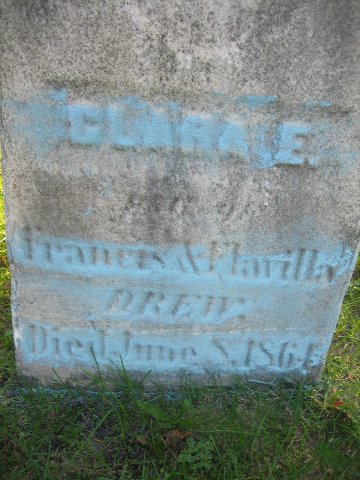 CLARA E.
Francis & Flavilla
DREW.
Died June 8, 1864